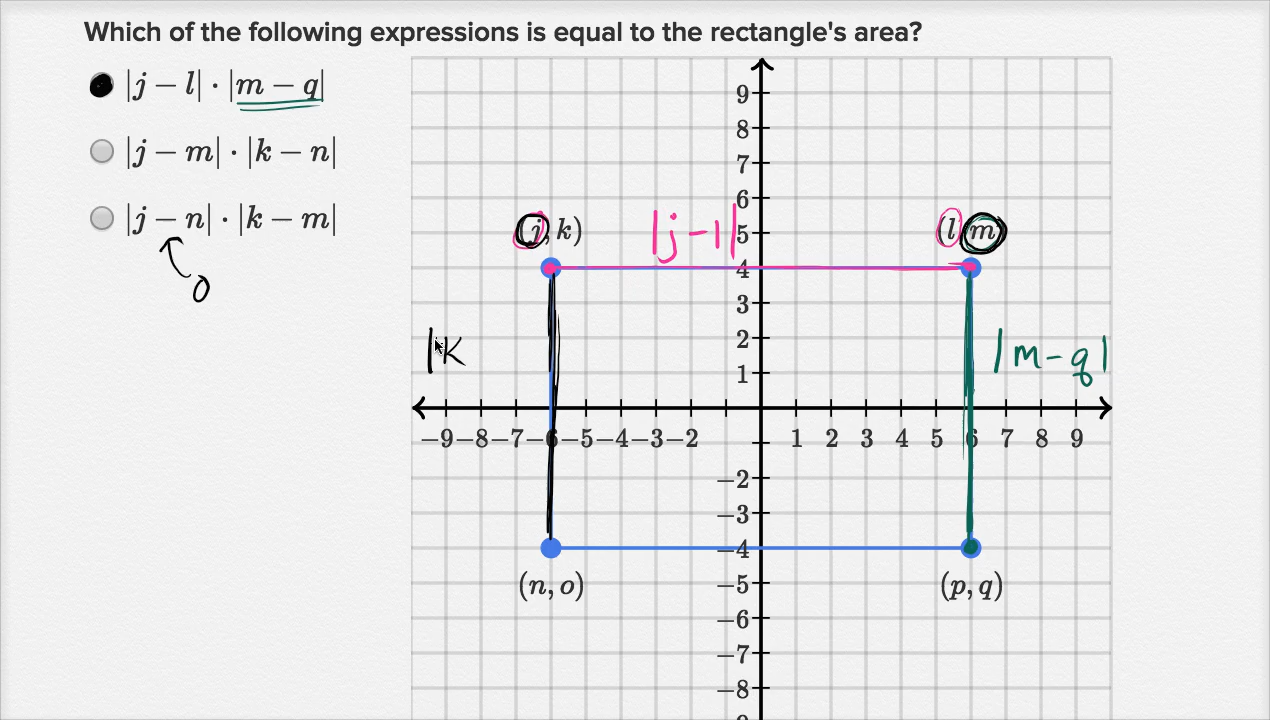 Which of the following expressions is equal to the rectangle's area?
|j − l| · |m − q|
|j − m| · |k − n|
|j − n| · |k − m|
0
9
8
7
6
(j, k)
|j-l|
5
(l, m)
4
3
|K
2
|m-q|
1
−9 −8 −7 −6 −5 −4 −3 −2
1 2 3 4 5 6 7 8 9
−2
−3
−4
(n, o)
−5
(p, q)
−6
−7
−8